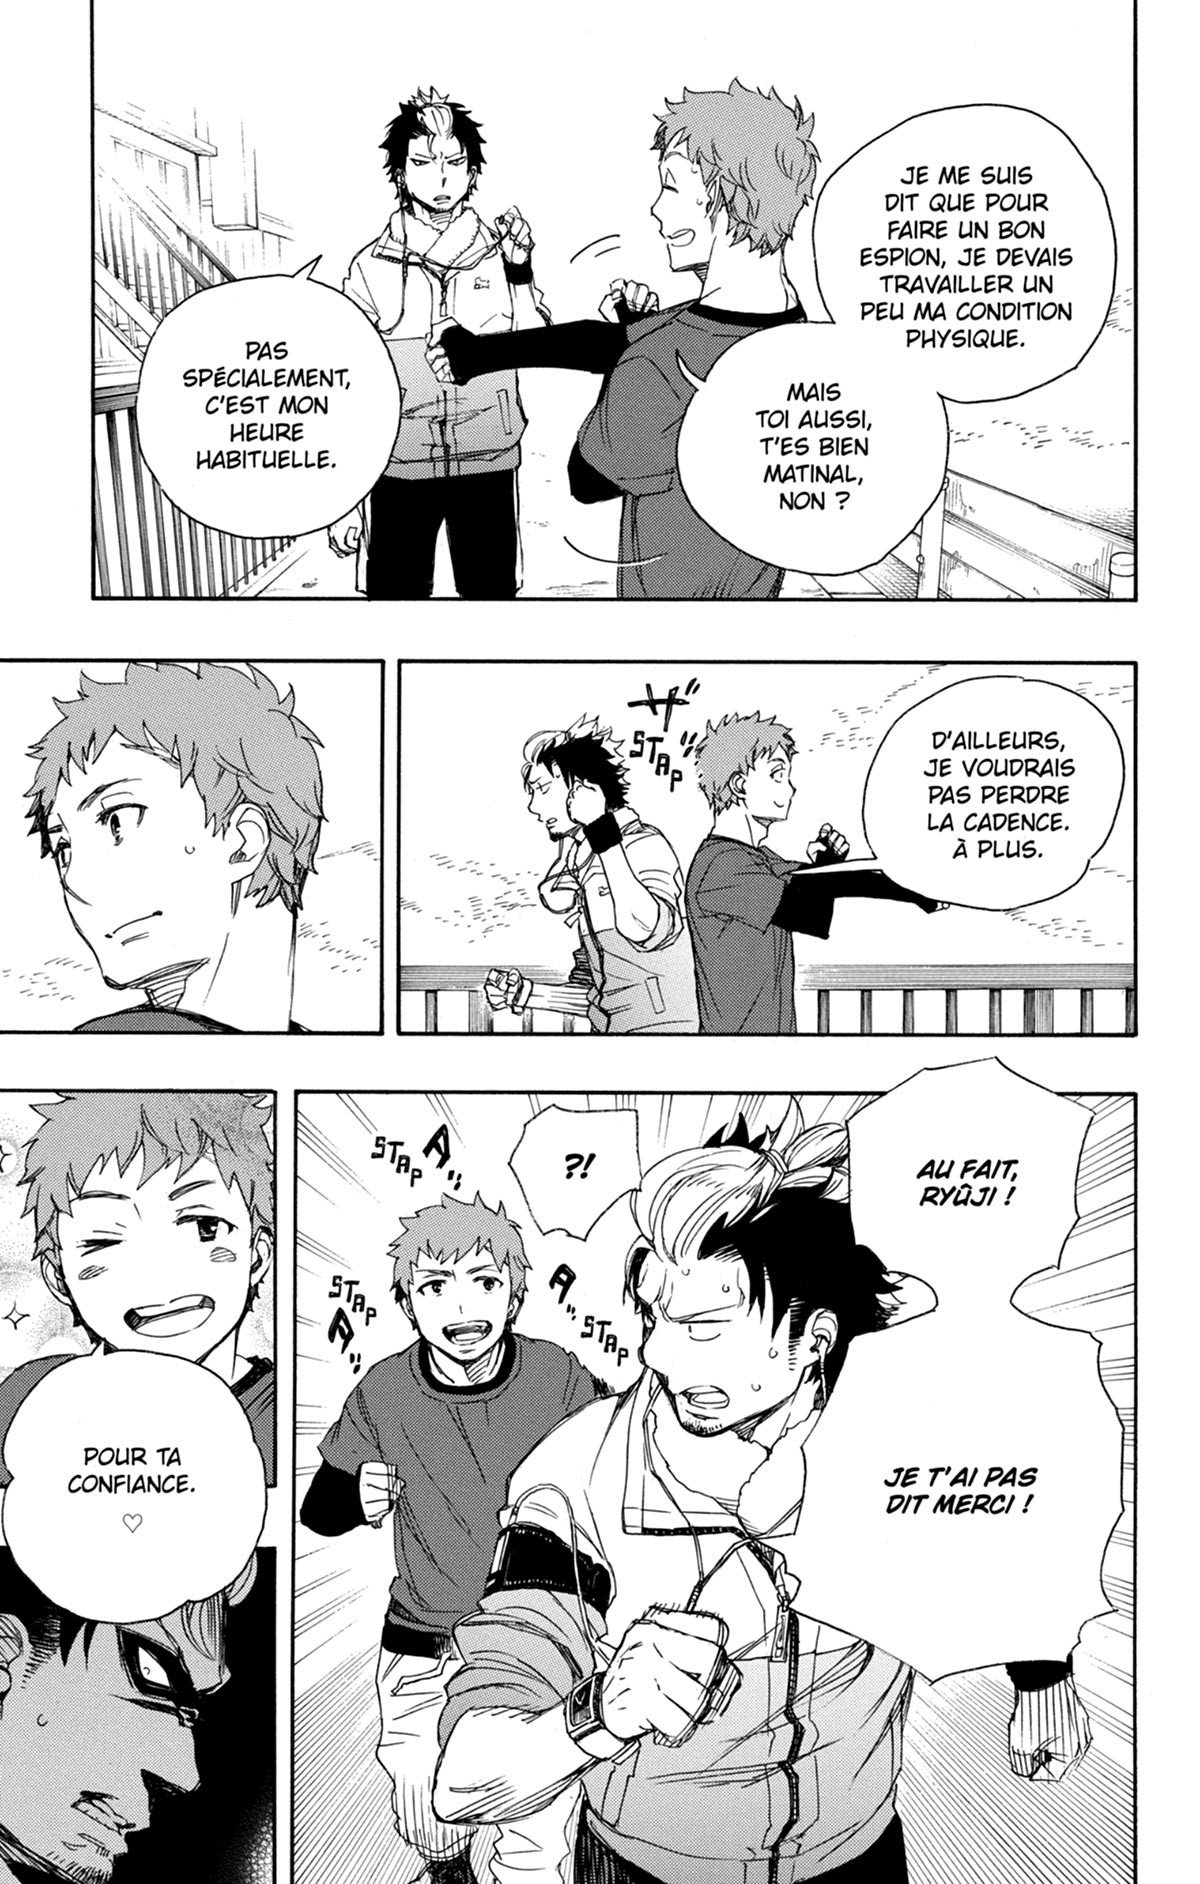 JE ME SUIS
DIT QUE POUR
FAIRE UN BON
ESPION, JE DEVAIS
TRAVAILLER UN
PEU MA CONDITION
PHYSIQUE.
MAIS
TOI AUSSI,
T'ES BIEN
MATINAL,
NON ?
PAS
SPÉCIALEMENT,
C'EST MON
HEURE
HABITUELLE.
D'AILLEURS,
JE VOUDRAIS
PAS PERDRE
LA CADENCE.
À PLUS.
ザ"
STAP
AU FAIT,
RYÛJI !
JE T'AI PAS
DIT MERCI !
?!
STAP
STAP
STAP
POUR TA
CONFIANCE.
♡